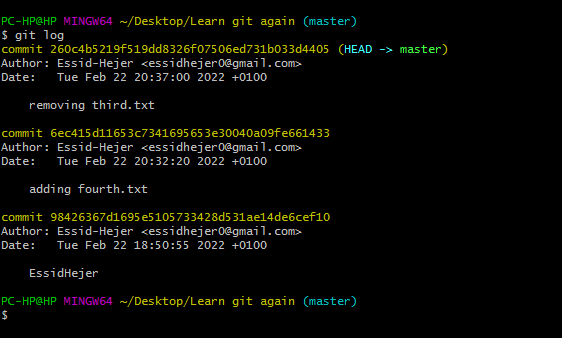 PC-HP@HP MINGW64 ~/Desktop/Learn git again (master)
$ git log
commit 260c4b5219f519dd8326f07506ed731b033d4405 (HEAD -> master)
Author: Essid-Hejer <essidhejer0@gmail.com>
Date:   Tue Feb 22 20:37:00 2022 +0100
    removing third.txt
commit 6ec415d11653c7341695653e30040a09fe661433
Author: Essid-Hejer <essidhejer0@gmail.com>
Date:   Tue Feb 22 20:32:20 2022 +0100
    adding fourth.txt
commit 98426367d1695e5105733428d531ae14de6cef10
Author: Essid-Hejer <essidhejer0@gmail.com>
Date:   Tue Feb 22 18:50:55 2022 +0100
    EssidHejer
PC-HP@HP MINGW64 ~/Desktop/Learn git again (master)
$